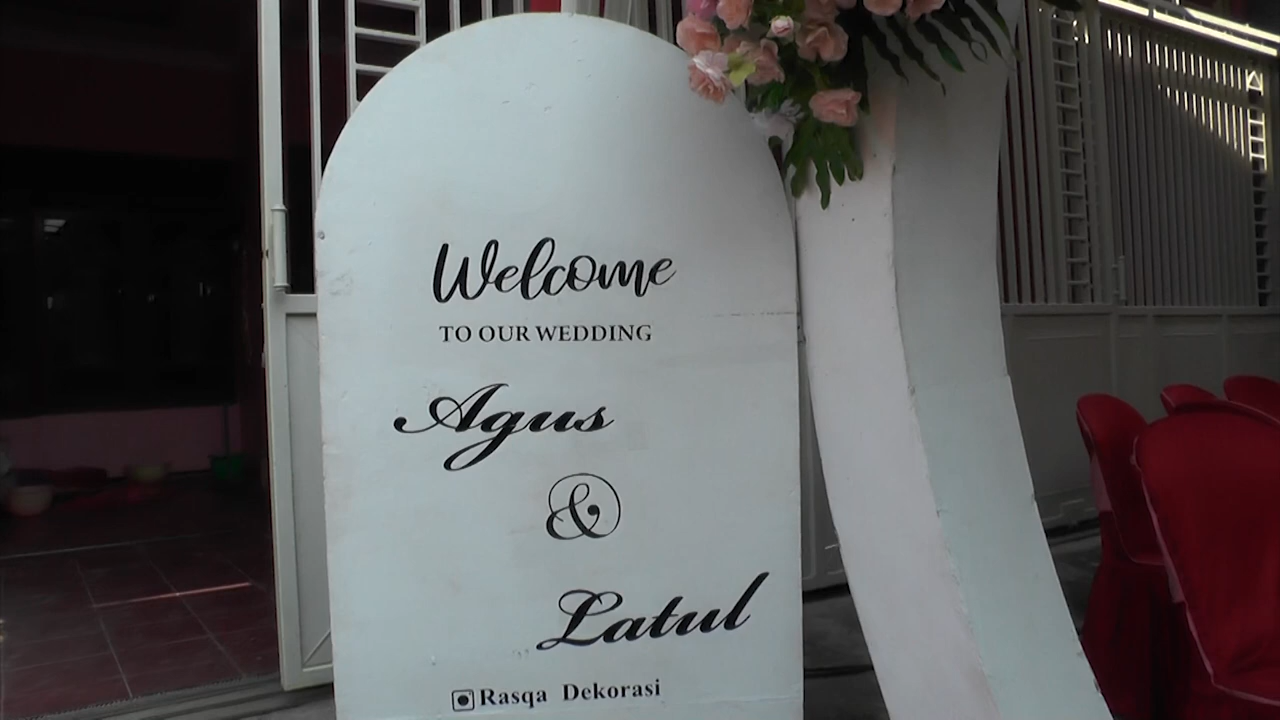 Welcome
TO OUR WEDDING
Agus
&
Latul
Rasqa Dekorasi